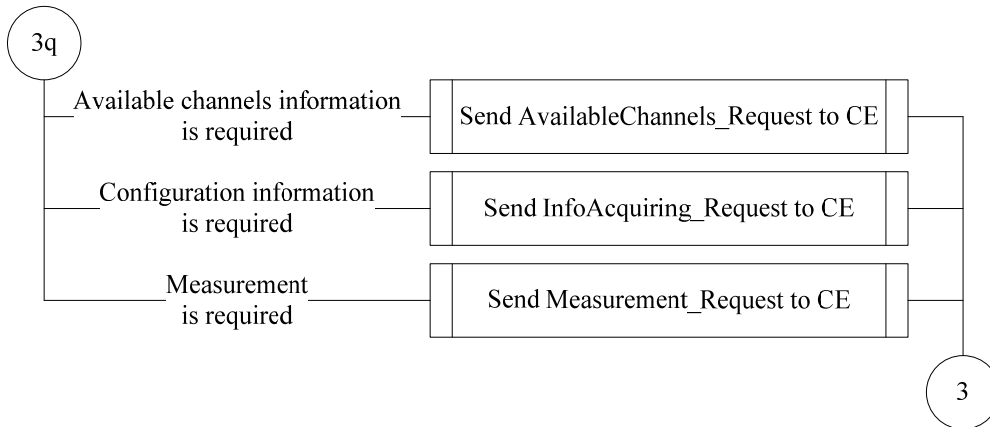 3q
Available channels information
is required
Send AvailableChannels_Request to CE
Configuration information
is required
Send InfoAcquiring_Request to CE
Measurement
is required
Send Measurement_Request to CE
3